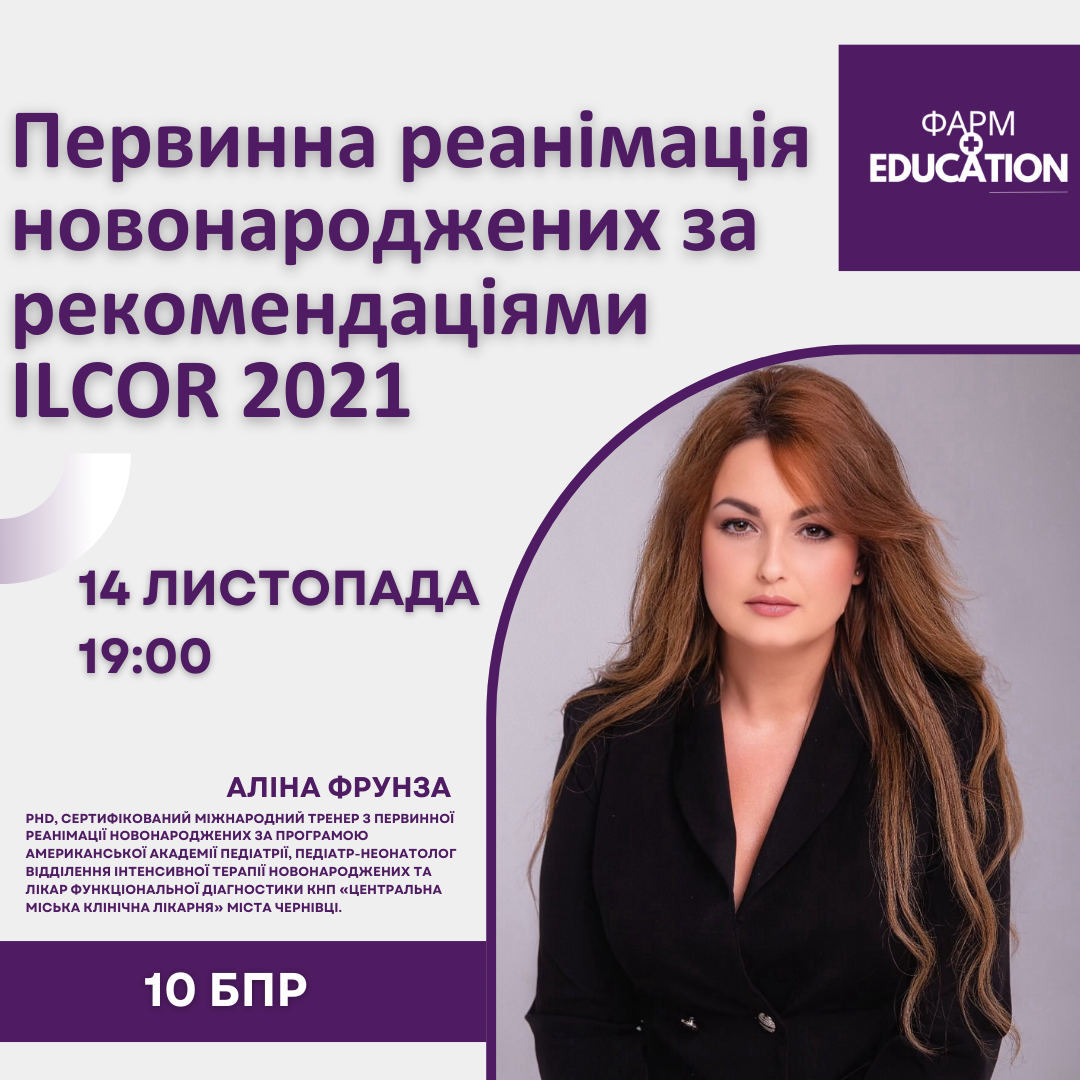 Первинна реанімація
новонароджених за
рекомендаціями
ILCOR 2021
ФАРМ
EDUCATION
14 ЛИСТОПАДА
19:00
АЛІНА ФРУНЗА
PHD, СЕРТИФІКОВАНИЙ МІЖНАРОДНИЙ ТРЕНЕР З ПЕРВИННОЇ
РЕАНІМАЦІЇ НОВОНАРОДЖЕНИХ ЗА ПРОГРАМОЮ
АМЕРИКАНСЬКОЇ АКАДЕМІЇ ПЕДІАТРІЇ, ПЕДІАТР-НЕОНАТОЛОГ
ВІДДІЛЕННЯ ІНТЕНСИВНОЇ ТЕРАПІЇ НОВОНАРОДЖЕНИХ ТА
ЛІКАР ФУНКЦІОНАЛЬНОЇ ДІАГНОСТИКИ КНП «ЦЕНТРАЛЬНА
МІСЬКА КЛІНІЧНА ЛІКАРНЯ» МІСТА ЧЕРНІВЦІ.
10 БПР